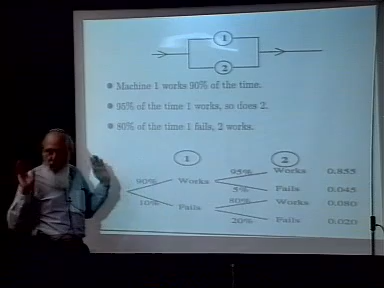 1
2
Machine 1 works 90% of the time.
95% of the time 1 works, so does 2.
80% of the time 1 fails, 2 works.
1 2
95% Works 0.855
90% Works
5% Fails 0.045
10% Fails 80% Works 0.080
20% Fails 0.020